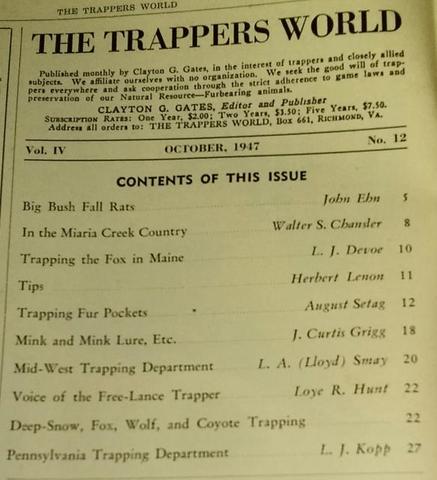 THE TRAPPERS WORLD
THE TRAPPERS WORLD
Published monthly by Clayton G. Gates, in the interest of trappers and closely allied
subjects. We affiliate ourselves with no organization. We seek the good will of trap-
pers everywhere and ask cooperation through the strict adherence to game laws and
preservation of our Natural Resource—Furbearing animals.
CLAYTON G. GATES, Editor and Publisher
SUBSCRIPTION RATES: One Year, $2.00; Two Years, $3.50; Five Years, $7.50.
Address all orders to: THE TRAPPERS WORLD, Box 661, RICHMOND, VA.
Vol. IV OCTOBER, 1947 No. 12
CONTENTS OF THIS ISSUE
Big Bush Fall Rats John Ehn 5
In the Miaria Creek Country Walter S. Chansler 8
Trapping the Fox in Maine L. J. Devoe 10
Tips Herbert Lenon 11
Trapping Fur Pockets August Setag 12
Mink and Mink Lure, Etc. J. Curtis Grigg 18
Mid-West Trapping Department L. A. (Lloyd) Smay 20
Voice of the Free-Lance Trapper Loye R. Hunt 22
Deep-Snow, Fox, Wolf, and Coyote Trapping 22
Pennsylvania Trapping Department L. J. Kopp 27